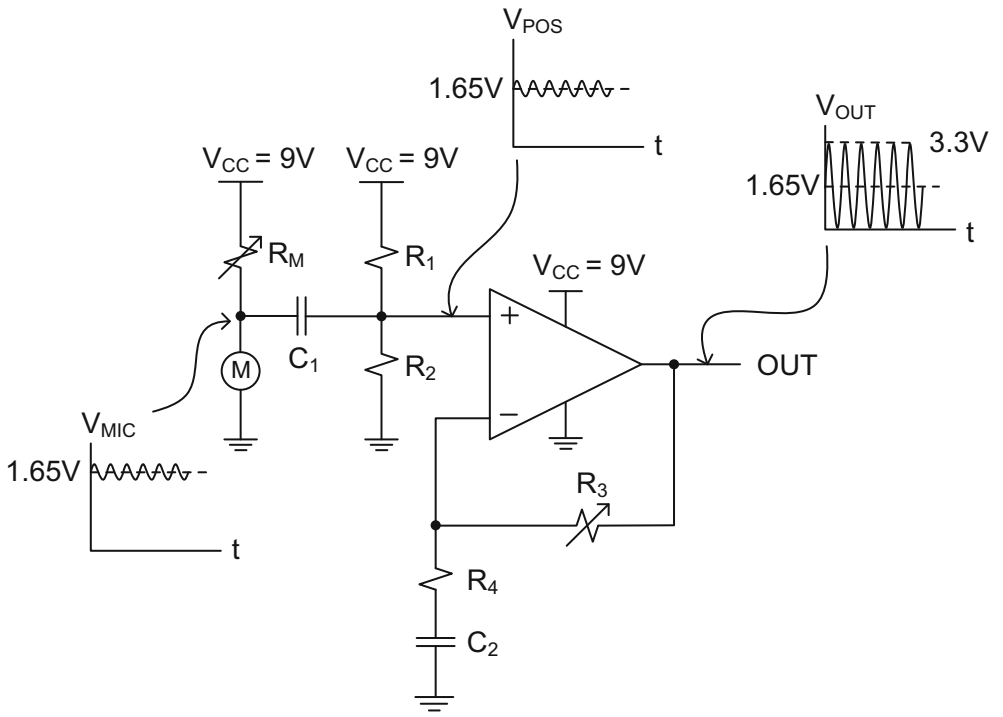 V_POS
1.65V
t
V_OUT
3.3V
1.65V
t
V_CC = 9V
V_CC = 9V
R_M
R_1
V_CC = 9V
+
C_1
M
R_2
OUT
−
V_MIC
1.65V
t
R_3
R_4
C_2